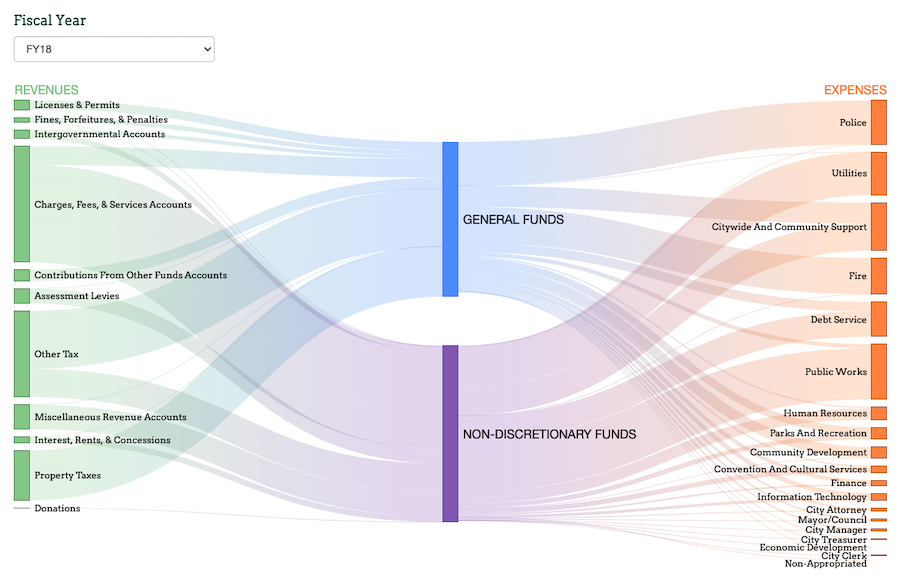 Fiscal Year
FY18
REVENUES
EXPENSES
Licenses & Permits
Fines, Forfeitures, & Penalties
Intergovernmental Accounts
Charges, Fees, & Services Accounts
Contributions From Other Funds Accounts
Assessment Levies
Other Tax
Miscellaneous Revenue Accounts
Interest, Rents, & Concessions
Property Taxes
Donations
GENERAL FUNDS
NON-DISCRETIONARY FUNDS
Police
Utilities
Citywide And Community Support
Fire
Debt Service
Public Works
Human Resources
Parks And Recreation
Community Development
Convention And Cultural Services
Finance
Information Technology
City Attorney
Mayor/Council
City Manager
City Treasurer
Economic Development
City Clerk
Non-Appropriated